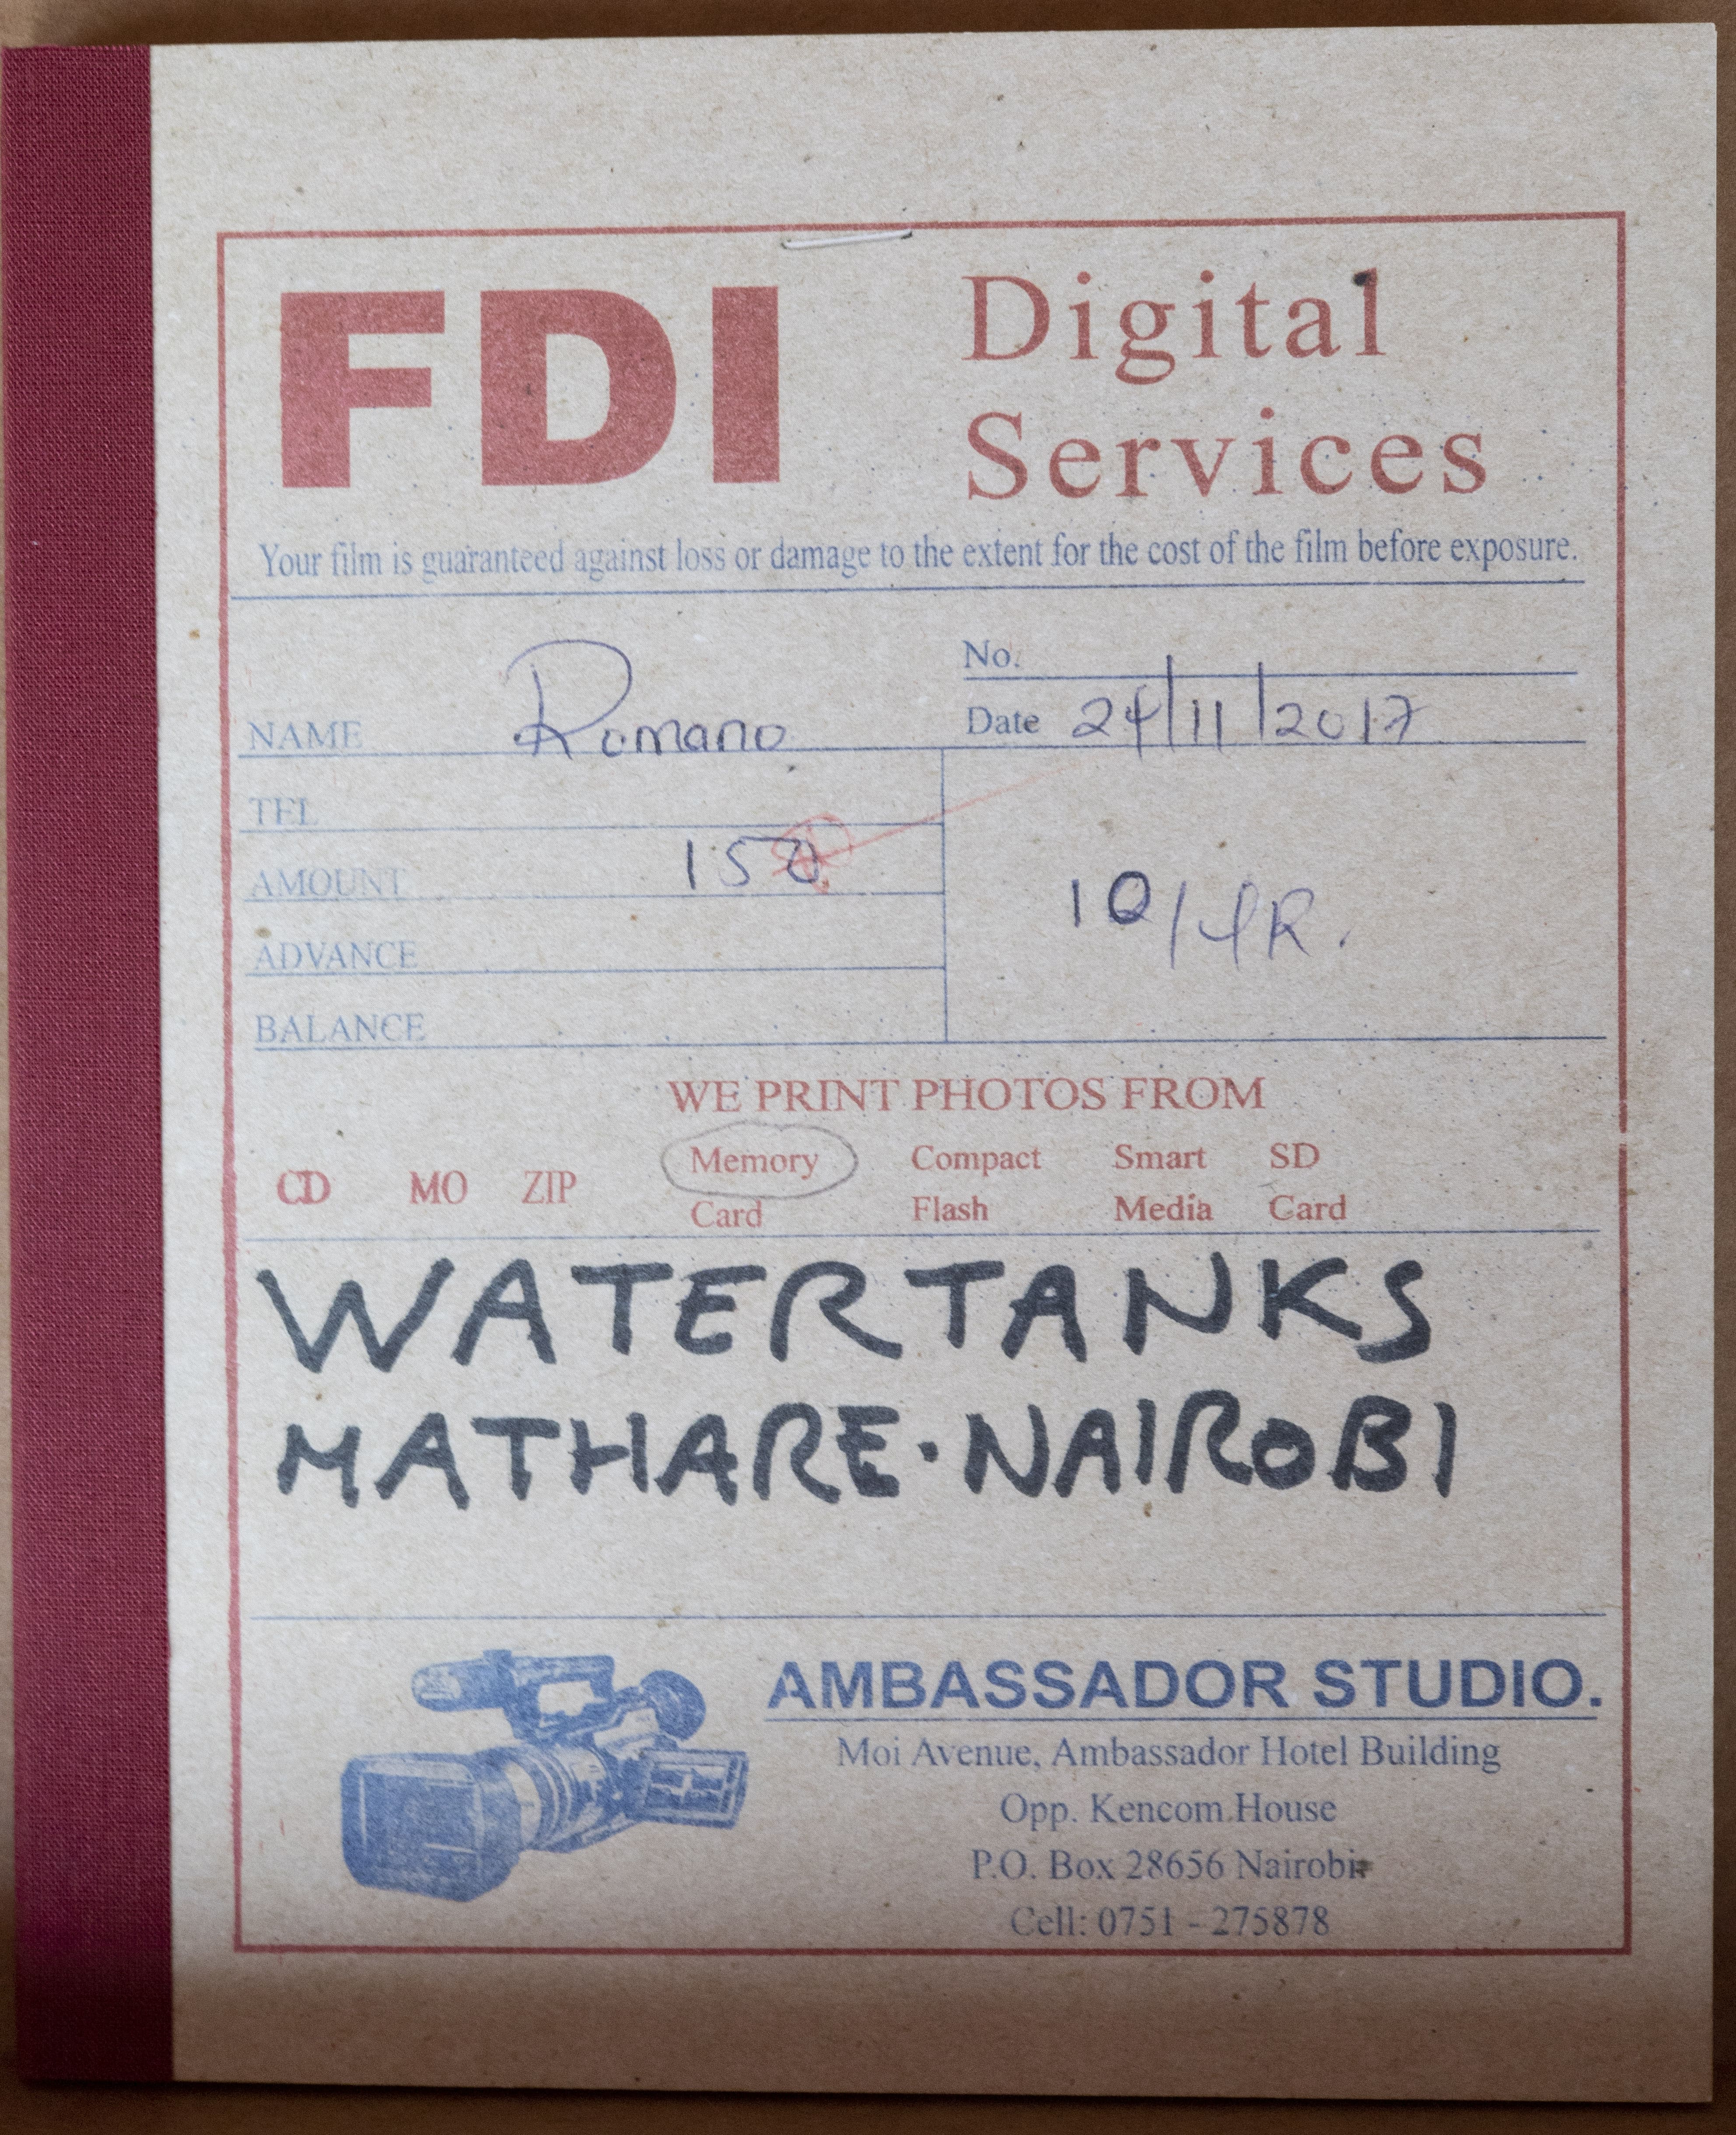 FDI Digital
Services
Your film is guaranteed against loss or damage to the extent for the cost of the film before exposure.
No.
NAME Romano Date 24/11/2017
TEL
AMOUNT 150
10/4R.
ADVANCE
BALANCE
WE PRINT PHOTOS FROM
CD MO ZIP Memory Card Compact Flash Smart Media SD Card
WATERTANKS
MATHARE·NAIROBI
AMBASSADOR STUDIO.
Moi Avenue, Ambassador Hotel Building
Opp. Kencom House
P.O. Box 28656 Nairobi
Cell: 0751 - 275878